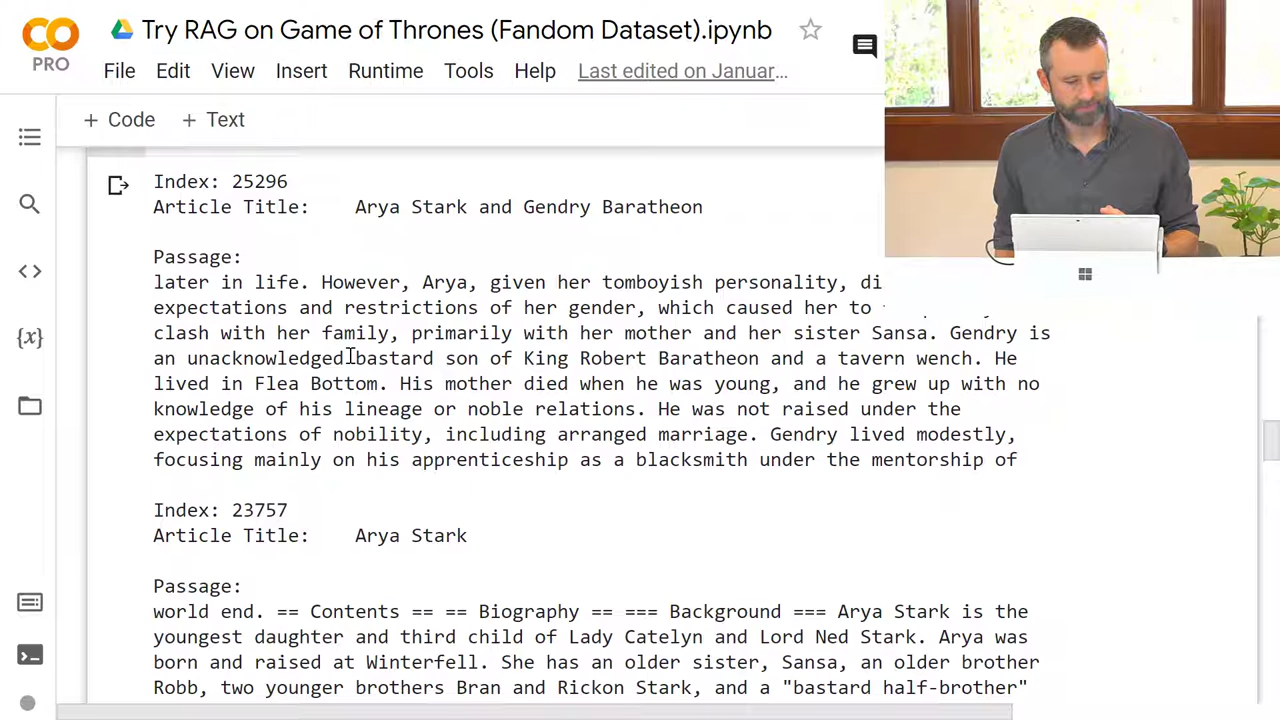 Try RAG on Game of Thrones (Fandom Dataset).ipynb
PRO
File Edit View Insert Runtime Tools Help Last edited on Januar…
+ Code + Text
Index: 25296
Article Title: Arya Stark and Gendry Baratheon
Passage:
later in life. However, Arya, given her tomboyish personality,
expectations and restrictions of her gender, which caused her to
clash with her family, primarily with her mother and her sister Sansa. Gendry is
an unacknowledged bastard son of King Robert Baratheon and a tavern wench. He
lived in Flea Bottom. His mother died when he was young, and he grew up with no
knowledge of his lineage or noble relations. He was not raised under the
expectations of nobility, including arranged marriage. Gendry lived modestly,
focusing mainly on his apprenticeship as a blacksmith under the mentorship of
Index: 23757
Article Title: Arya Stark
Passage:
world end. == Contents == == Biography == === Background === Arya Stark is the
youngest daughter and third child of Lady Catelyn and Lord Ned Stark. Arya was
born and raised at Winterfell. She has an older sister, Sansa, an older brother
Robb, two younger brothers Bran and Rickon Stark, and a "bastard half-brother"